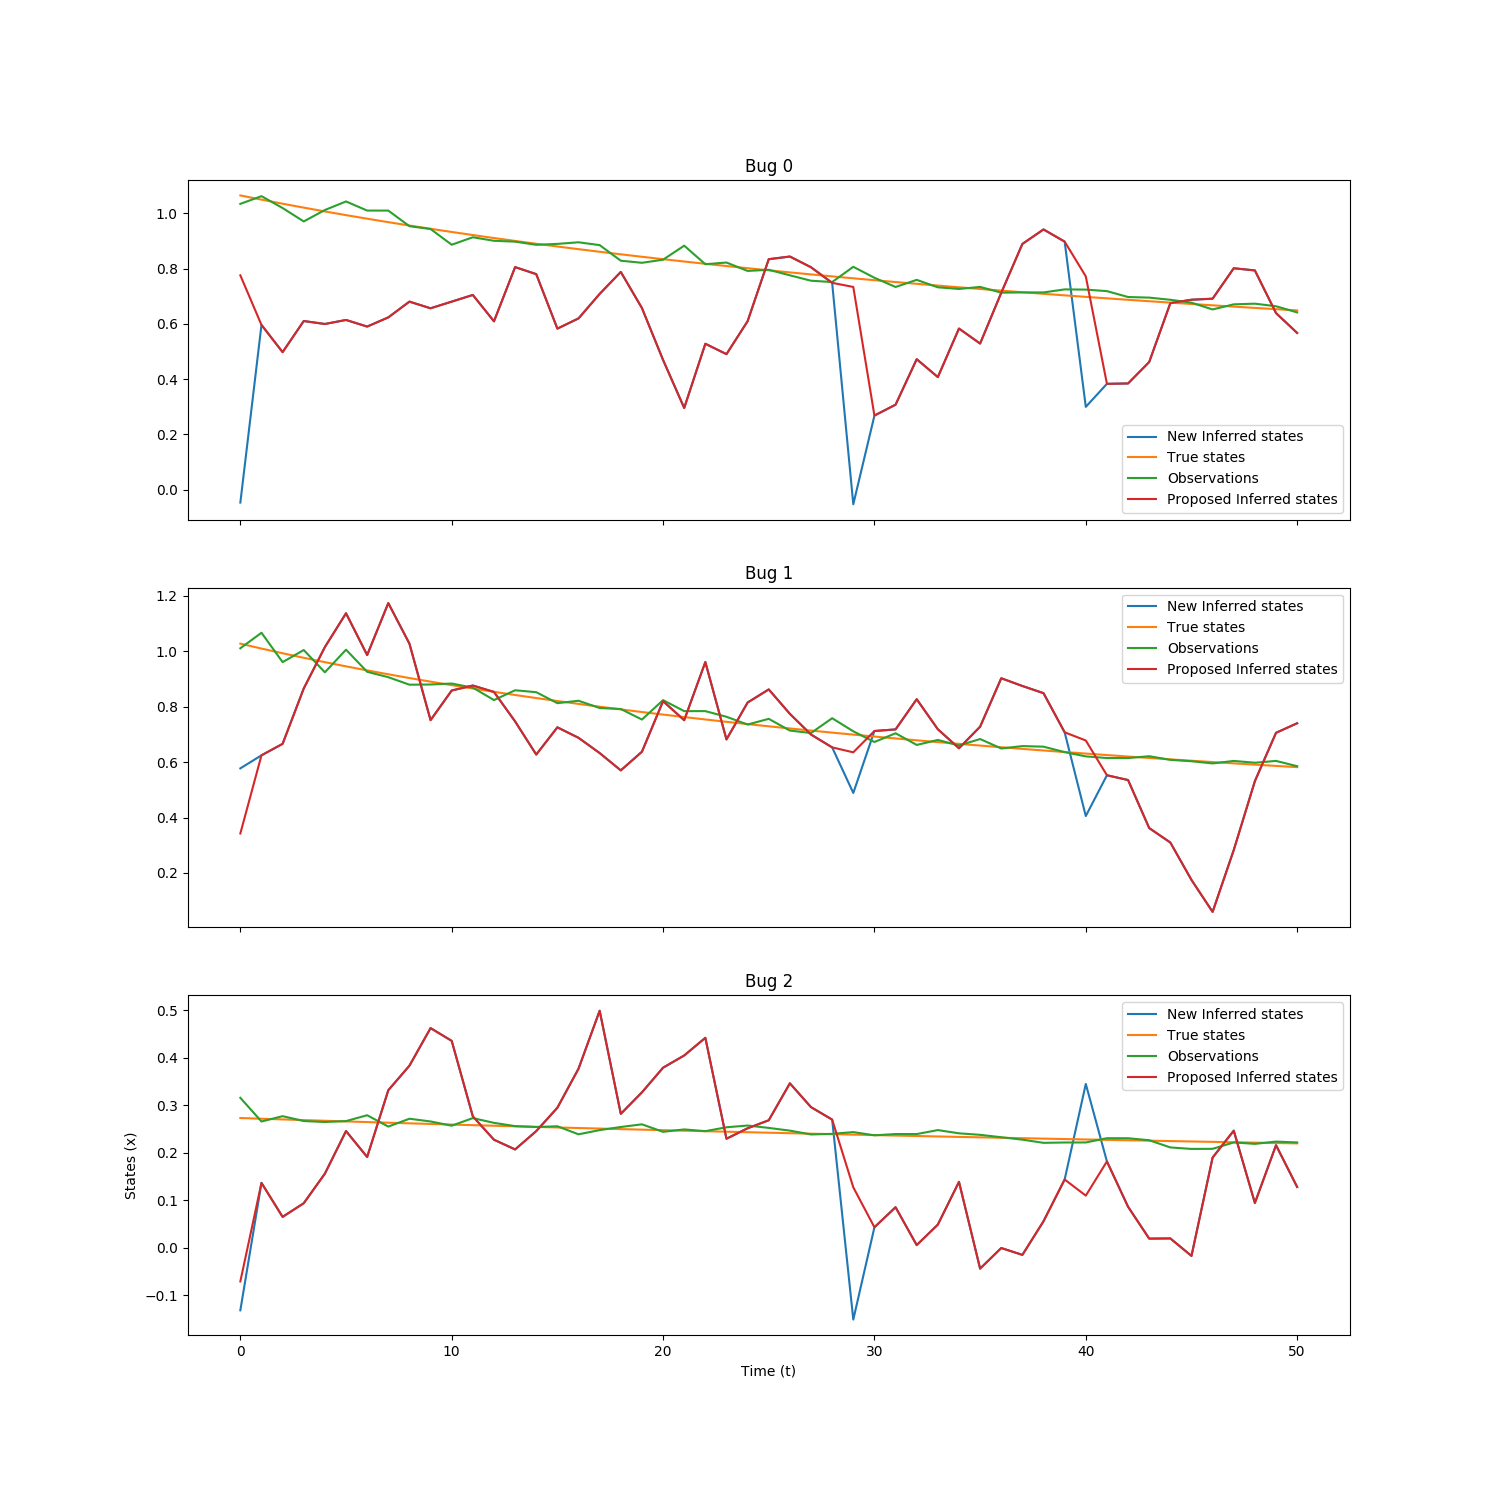 Bug 0
1.0
0.8
0.6
0.4
0.2
0.0
New Inferred states
True states
Observations
Proposed Inferred states
Bug 1
1.2
1.0
0.8
0.6
0.4
0.2
New Inferred states
True states
Observations
Proposed Inferred states
Bug 2
0.5
0.4
0.3
0.2
0.1
0.0
−0.1
States (x)
New Inferred states
True states
Observations
Proposed Inferred states
0 10 20 30 40 50
Time (t)